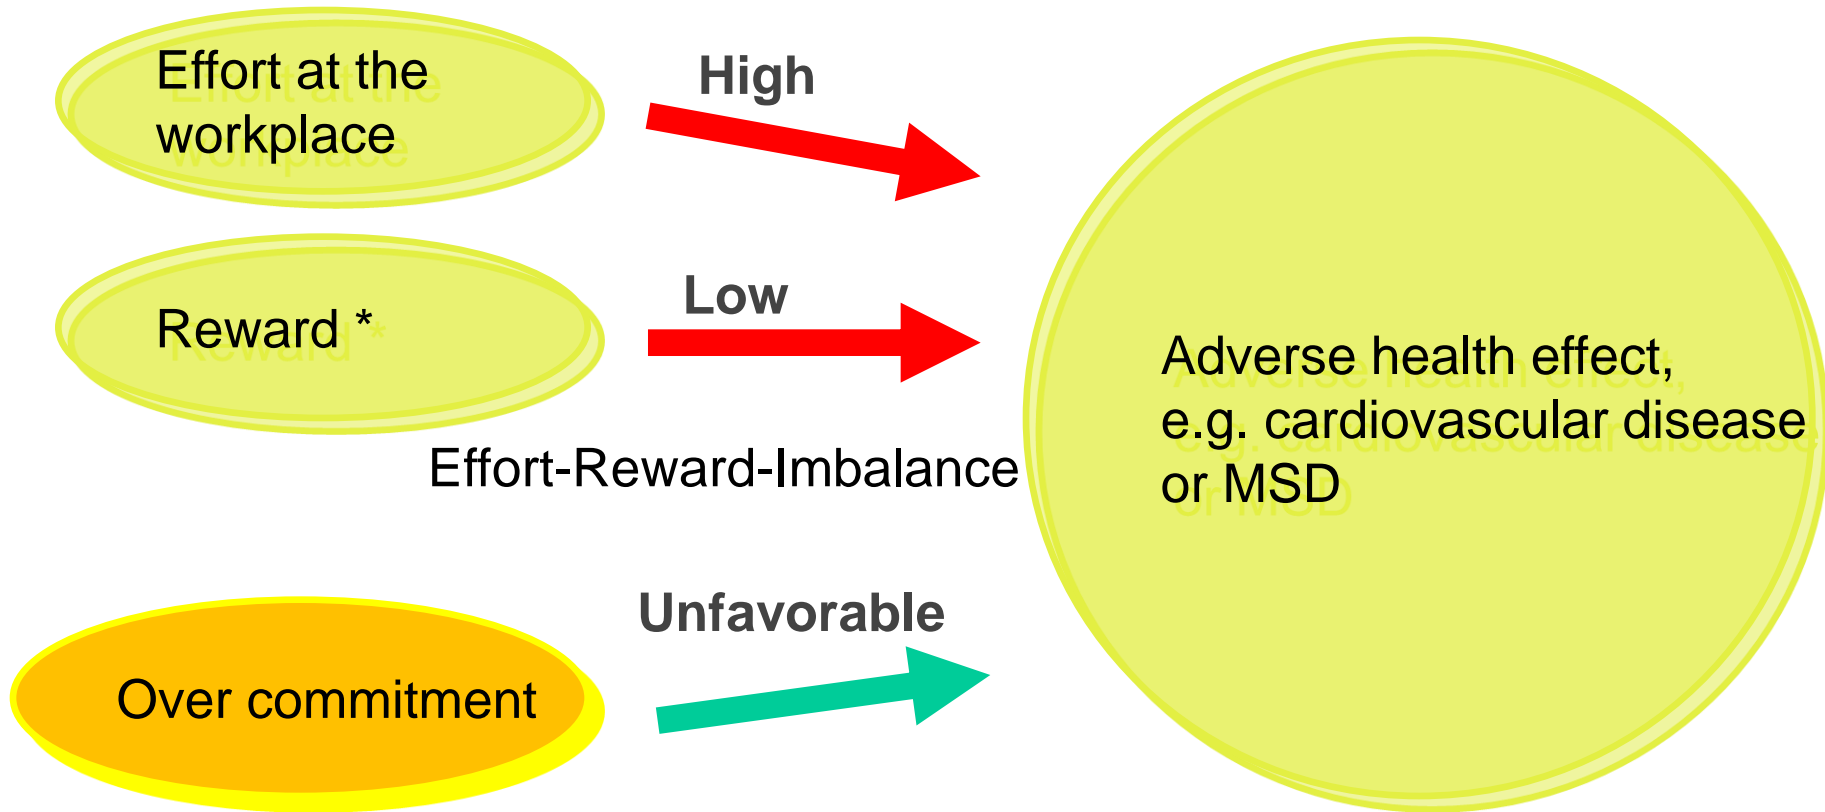 Effort at the
workplace
High
Reward *
Low
Effort-Reward-Imbalance
Adverse health effect,
e.g. cardiovascular disease
or MSD
Unfavorable
Over commitment